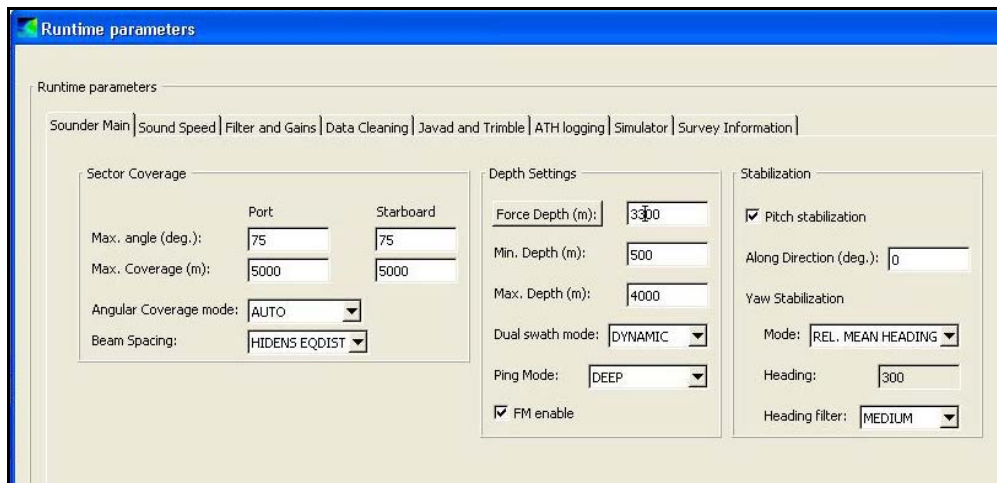 Runtime parameters
Runtime parameters
Sounder Main Sound Speed Filter and Gains Data Cleaning Javad and Trimble ATH logging Simulator Survey Information
Sector Coverage
Port Starboard
Max. angle (deg.): 75 75
Max. Coverage (m): 5000 5000
Angular Coverage mode: AUTO
Beam Spacing: HIDENS EQDIST
Depth Settings
Force Depth (m): 3300
Min. Depth (m): 500
Max. Depth (m): 4000
Dual swath mode: DYNAMIC
Ping Mode: DEEP
FM enable
Stabilization
Pitch stabilization
Along Direction (deg.): 0
Yaw Stabilization
Mode: REL. MEAN HEADING
Heading: 300
Heading filter: MEDIUM